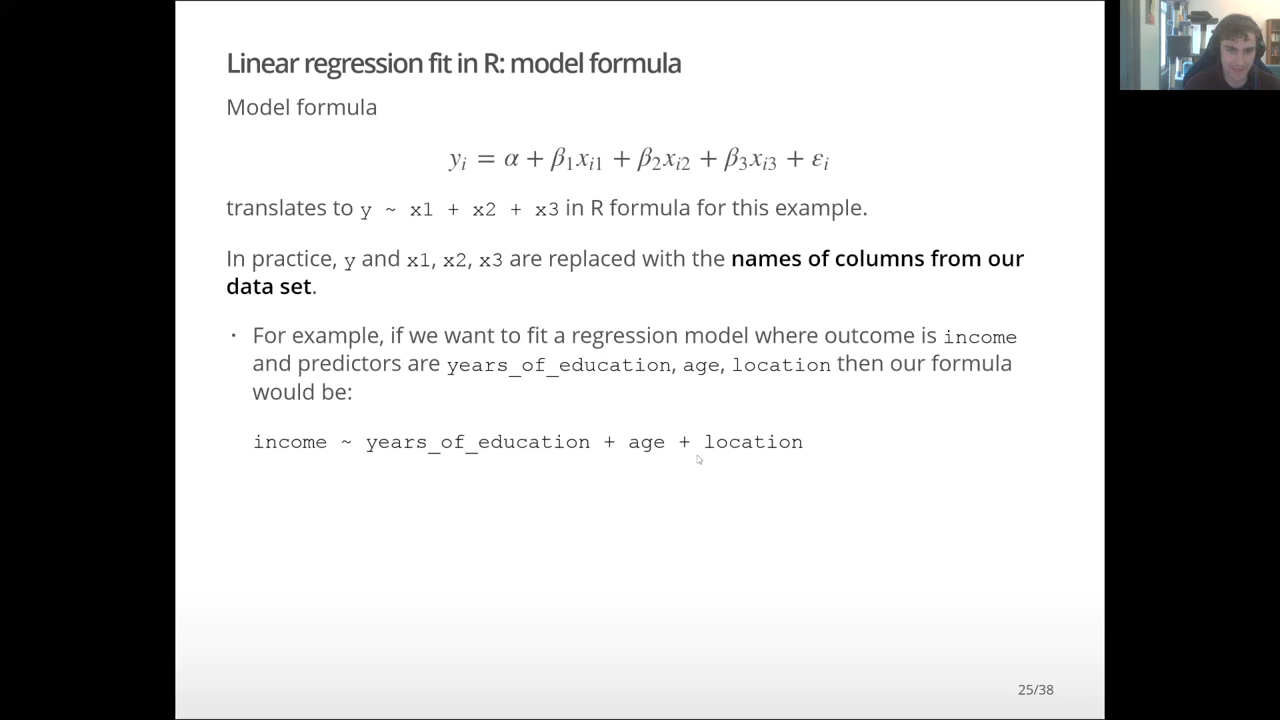 Linear regression fit in R: model formula
Model formula
yᵢ = α + β₁xᵢ₁ + β₂xᵢ₂ + β₃xᵢ₃ + εᵢ
translates to y ~ x1 + x2 + x3 in R formula for this example.
In practice, y and x1, x2, x3 are replaced with the names of columns from our
data set.
· For example, if we want to fit a regression model where outcome is income
and predictors are years_of_education, age, location then our formula
would be:
income ~ years_of_education + age + location
25/38